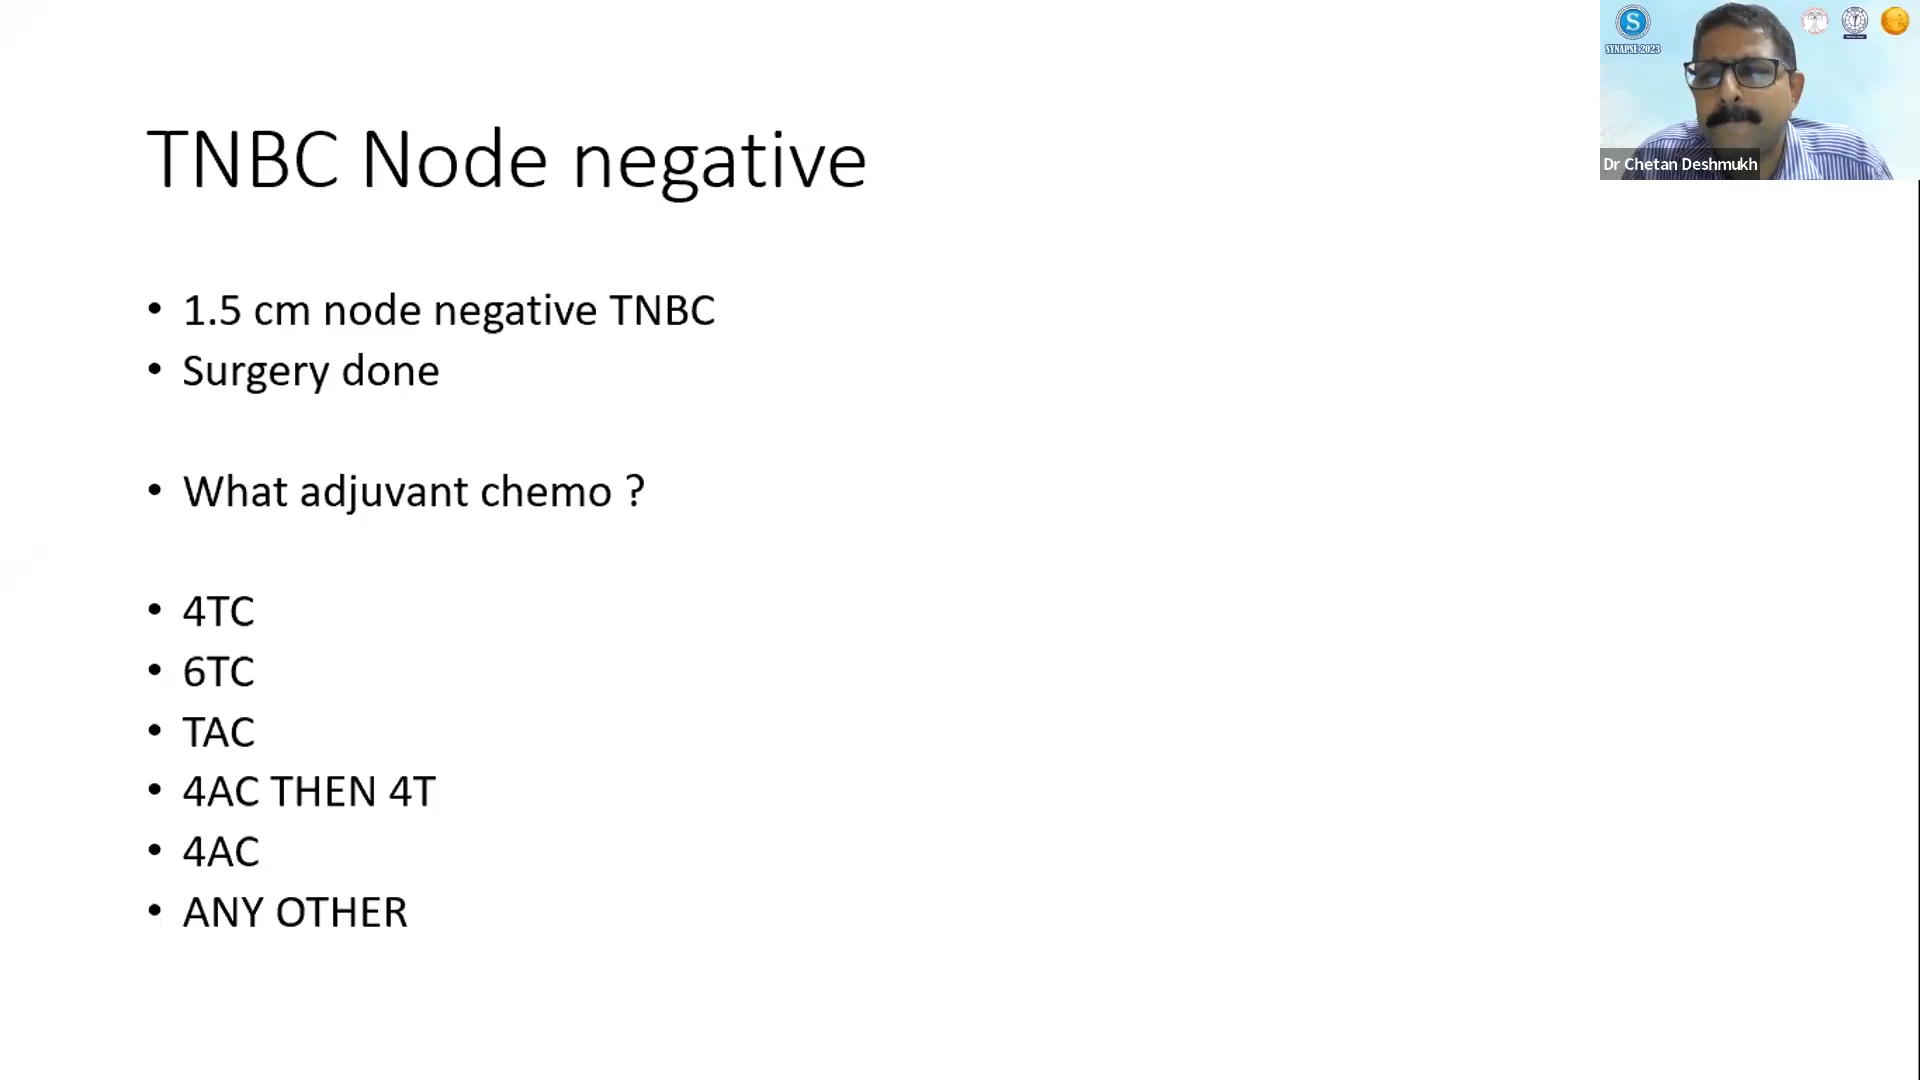 TNBC Node negative
• 1.5 cm node negative TNBC
• Surgery done
• What adjuvant chemo ?
• 4TC
• 6TC
• TAC
• 4AC THEN 4T
• 4AC
• ANY OTHER
S
SYNAPSE 2023
Dr Chetan Deshmukh